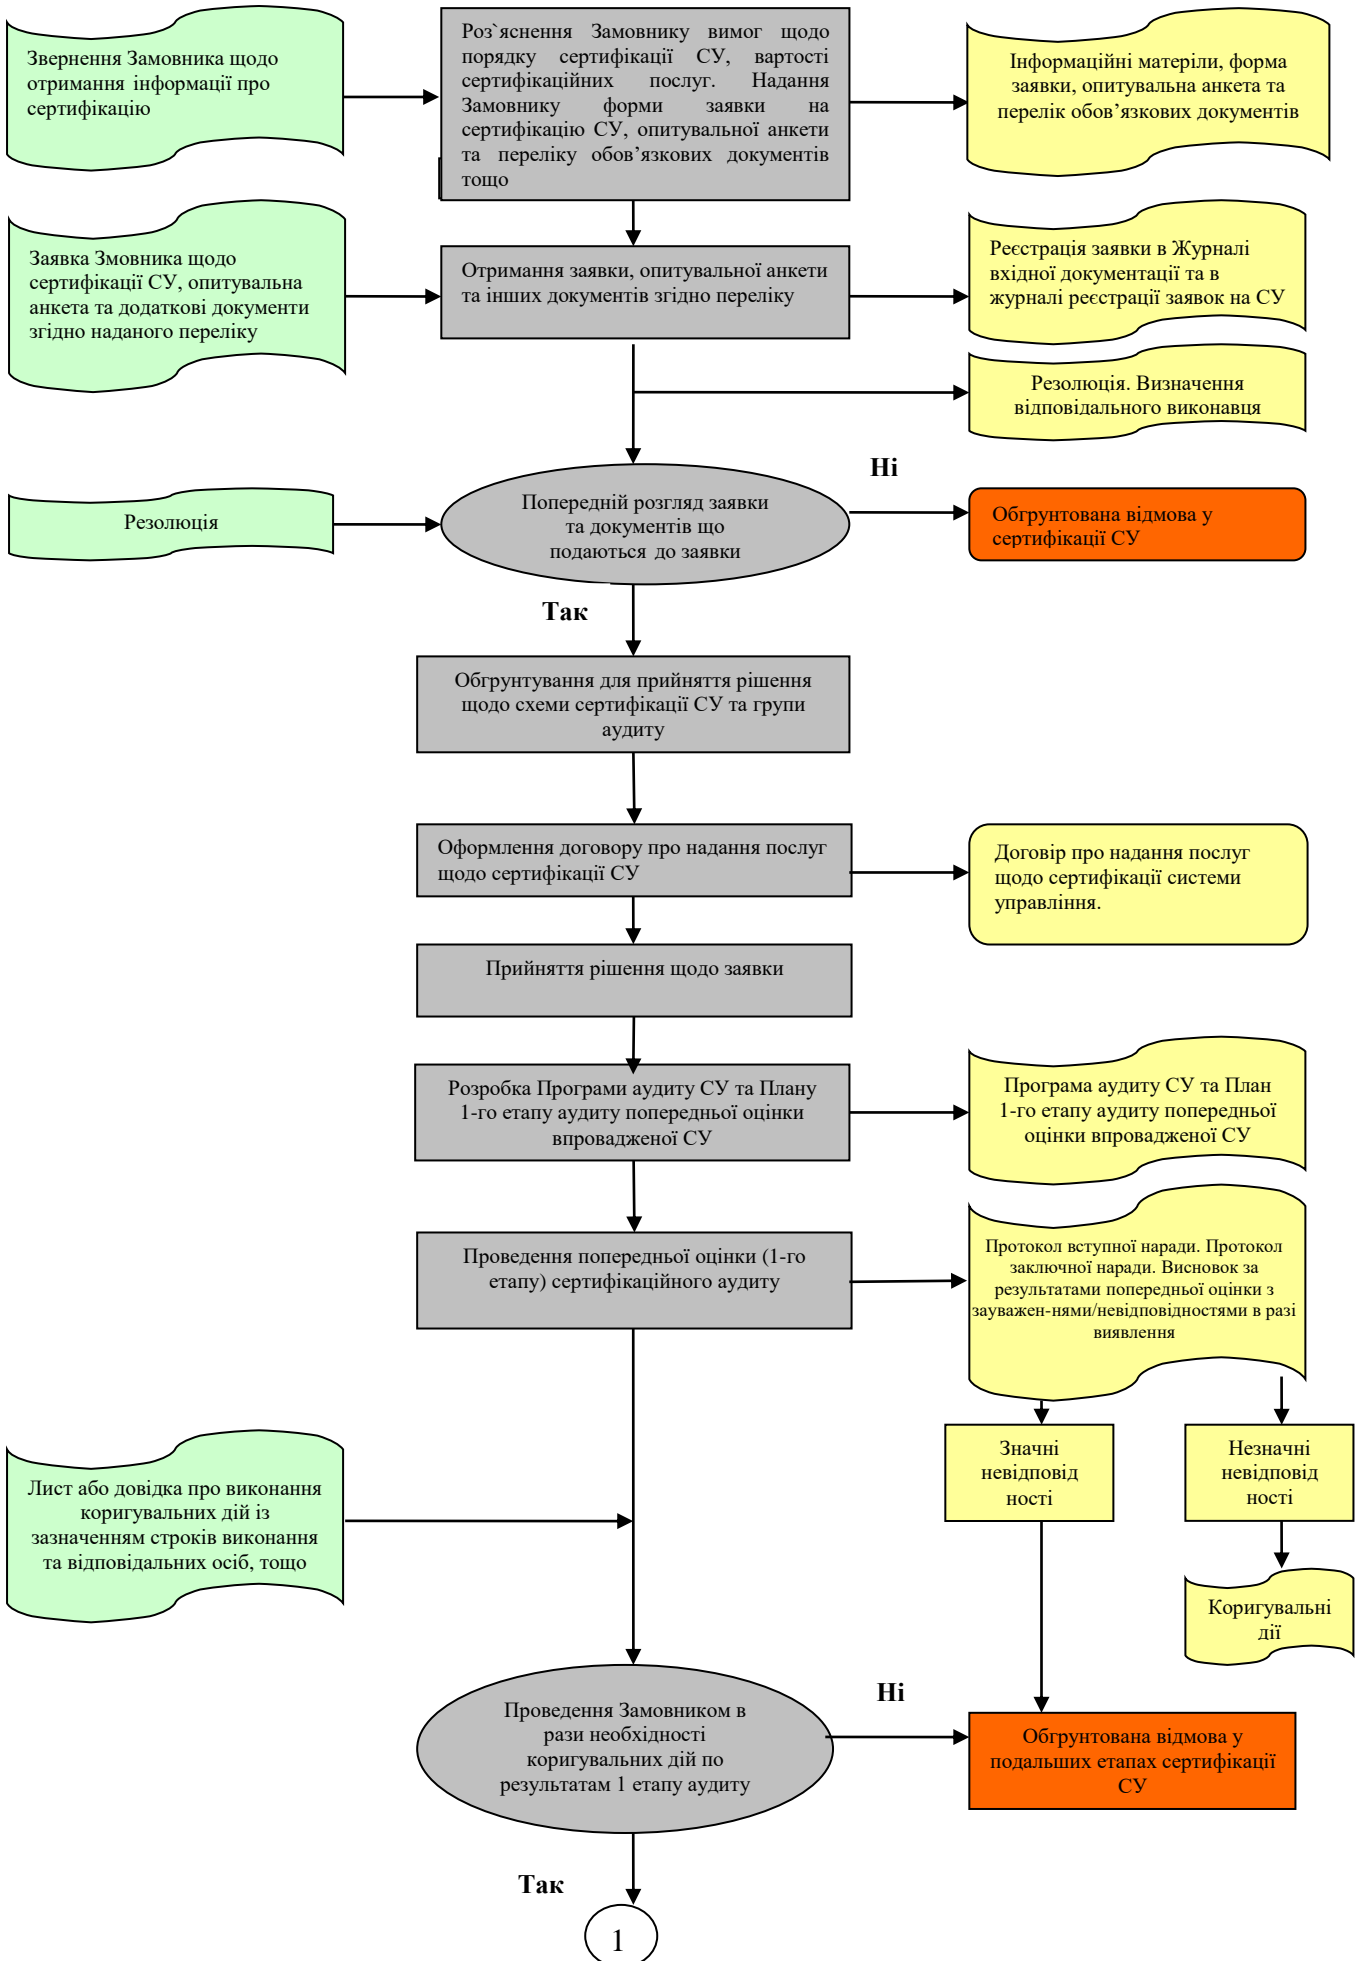 Звернення Замовника щодо
отримання інформації про
сертифікацію
Роз`яснення Замовнику вимог щодо
порядку сертифікації СУ, вартості
сертифікаційних послуг. Надання
Замовнику форми заявки на
сертифікацію СУ, опитувальної анкети
та переліку обов’язкових документів
тощо
Інформаційні матеріли, форма
заявки, опитувальна анкета та
перелік обов’язкових документів
Заявка Змовника щодо
сертифікації СУ, опитувальна
анкета та додаткові документи
згідно наданого переліку
Отримання заявки, опитувальної анкети
та інших документів згідно переліку
Реєстрація заявки в Журналі
вхідної документації та в
журналі реєстрації заявок на СУ
Резолюція. Визначення
відповідального виконавця
Ні
Резолюція
Попередній розгляд заявки
та документів що
подаються до заявки
Обгрунтована відмова у
сертифікації СУ
Так
Обгрунтування для прийняття рішення
щодо схеми сертифікації СУ та групи
аудиту
Оформлення договору про надання послуг
щодо сертифікації СУ
Договір про надання послуг
щодо сертифікації системи
управління.
Прийняття рішення щодо заявки
Розробка Програми аудиту СУ та Плану
1-го етапу аудиту попередньої оцінки
впровадженої СУ
Програма аудиту СУ та План
1-го етапу аудиту попередньої
оцінки впровадженої СУ
Проведення попередньої оцінки (1-го
етапу) сертифікаційного аудиту
Протокол вступної наради. Протокол
заключної наради. Висновок за
результатами попередньої оцінки з
зауважен-нями/невідповідностями в разі
виявлення
Значні
невідповід
ності
Незначні
невідповід
ності
Лист або довідка про виконання
коригувальних дій із
зазначенням строків виконання
та відповідальних осіб, тощо
Коригувальні
дії
Ні
Проведення Замовником в
рази необхідності
коригувальних дій по
результатам 1 етапу аудиту
Обгрунтована відмова у
подальших етапах сертифікації
СУ
Так
1